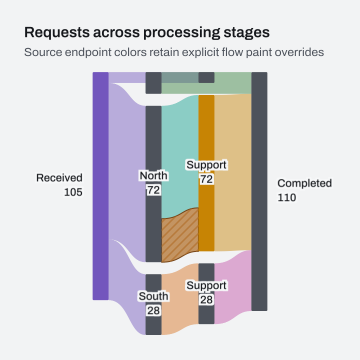 Requests across processing stages
Source endpoint colors retain explicit flow paint overrides
Received
105
North
72
Support
72
Completed
110
South
28
Support
28